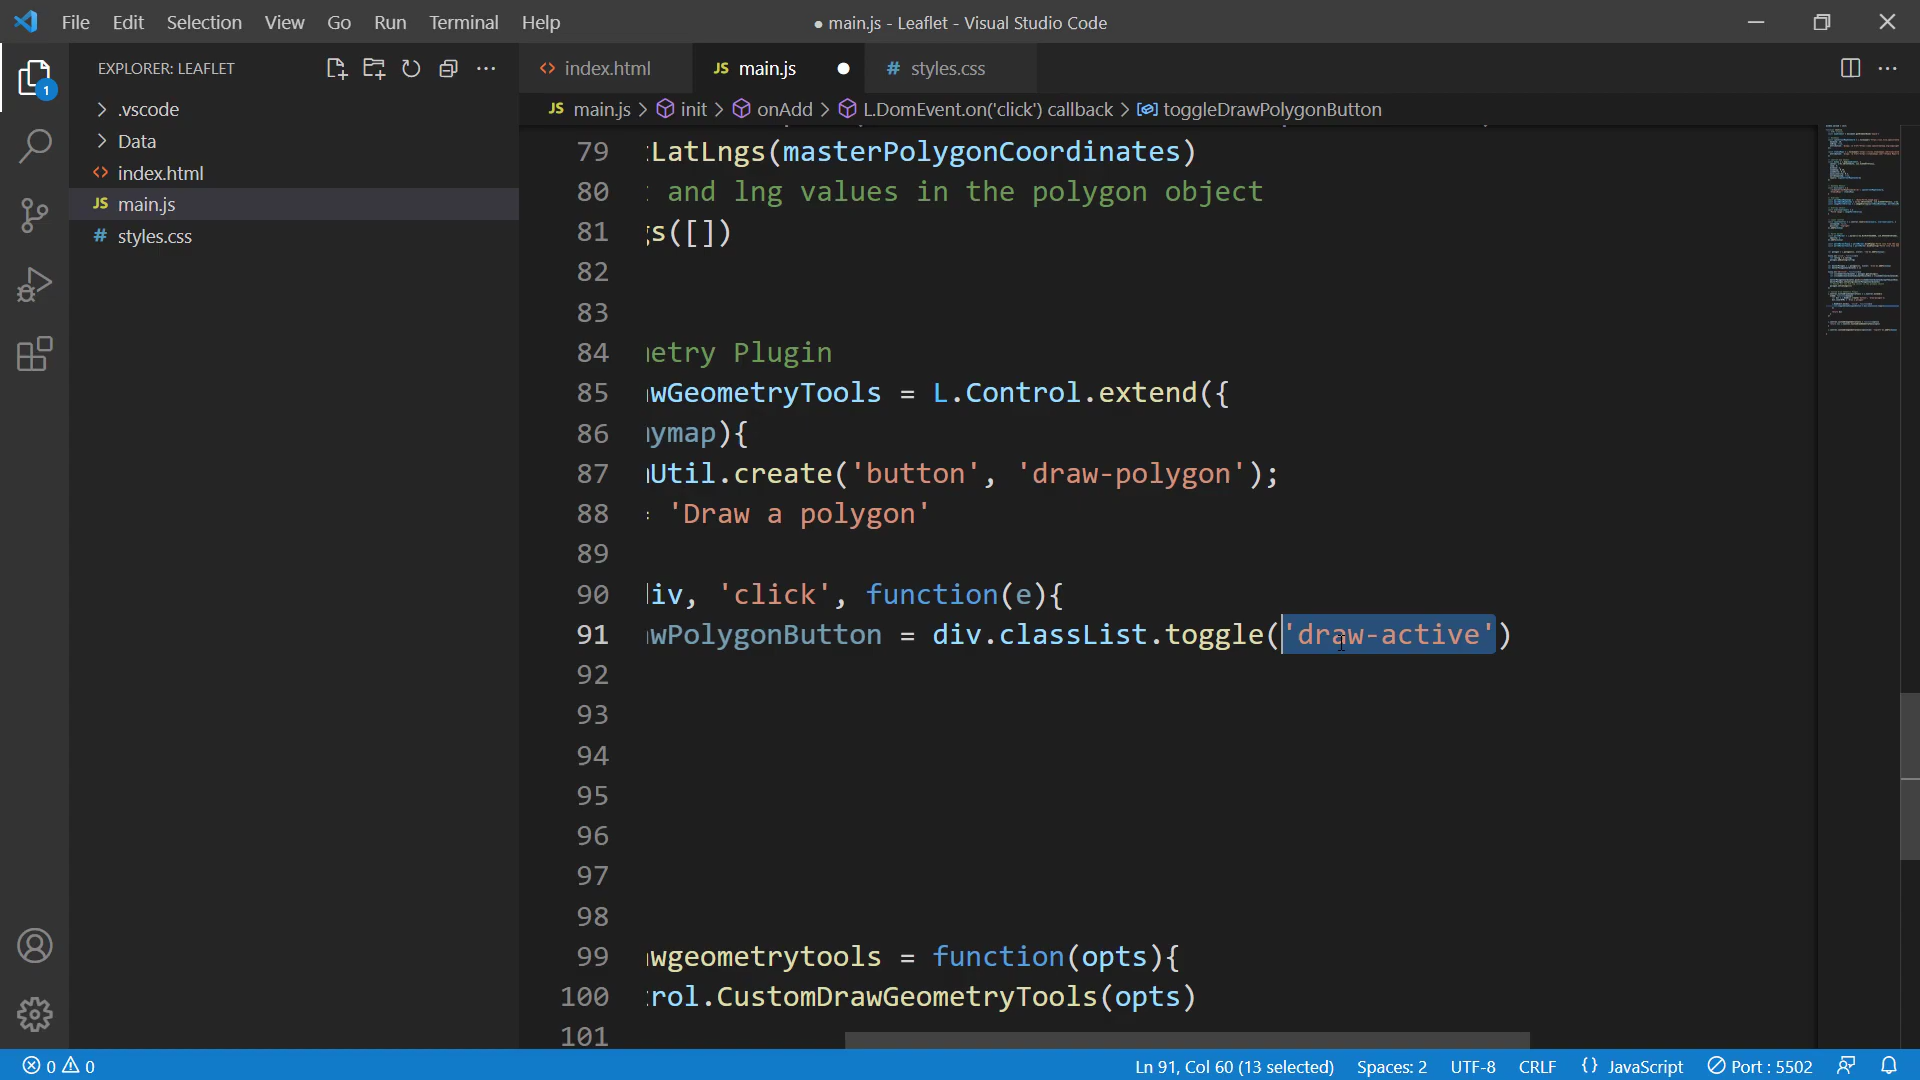 File Edit Selection View Go Run Terminal Help
● main.js - Leaflet - Visual Studio Code
EXPLORER: LEAFLET
1
.vscode
Data
<> index.html
JS main.js
# styles.css
<> index.html
JS main.js ●
# styles.css
JS main.js > init > onAdd > L.DomEvent.on('click') callback > toggleDrawPolygonButton
79 LatLngs(masterPolygonCoordinates)
80 and lng values in the polygon object
81 s([])
82
83
84 etry Plugin
85 wGeometryTools = L.Control.extend({
86 ymap){
87 Util.create('button', 'draw-polygon');
88 'Draw a polygon'
89
90 iv, 'click', function(e){
91 wPolygonButton = div.classList.toggle('draw-active')
92
93
94
95
96
97
98
99 wgeometrytools = function(opts){
100 rol.CustomDrawGeometryTools(opts)
101
0 0
Ln 91, Col 60 (13 selected) Spaces: 2 UTF-8 CRLF {} JavaScript Port : 5502